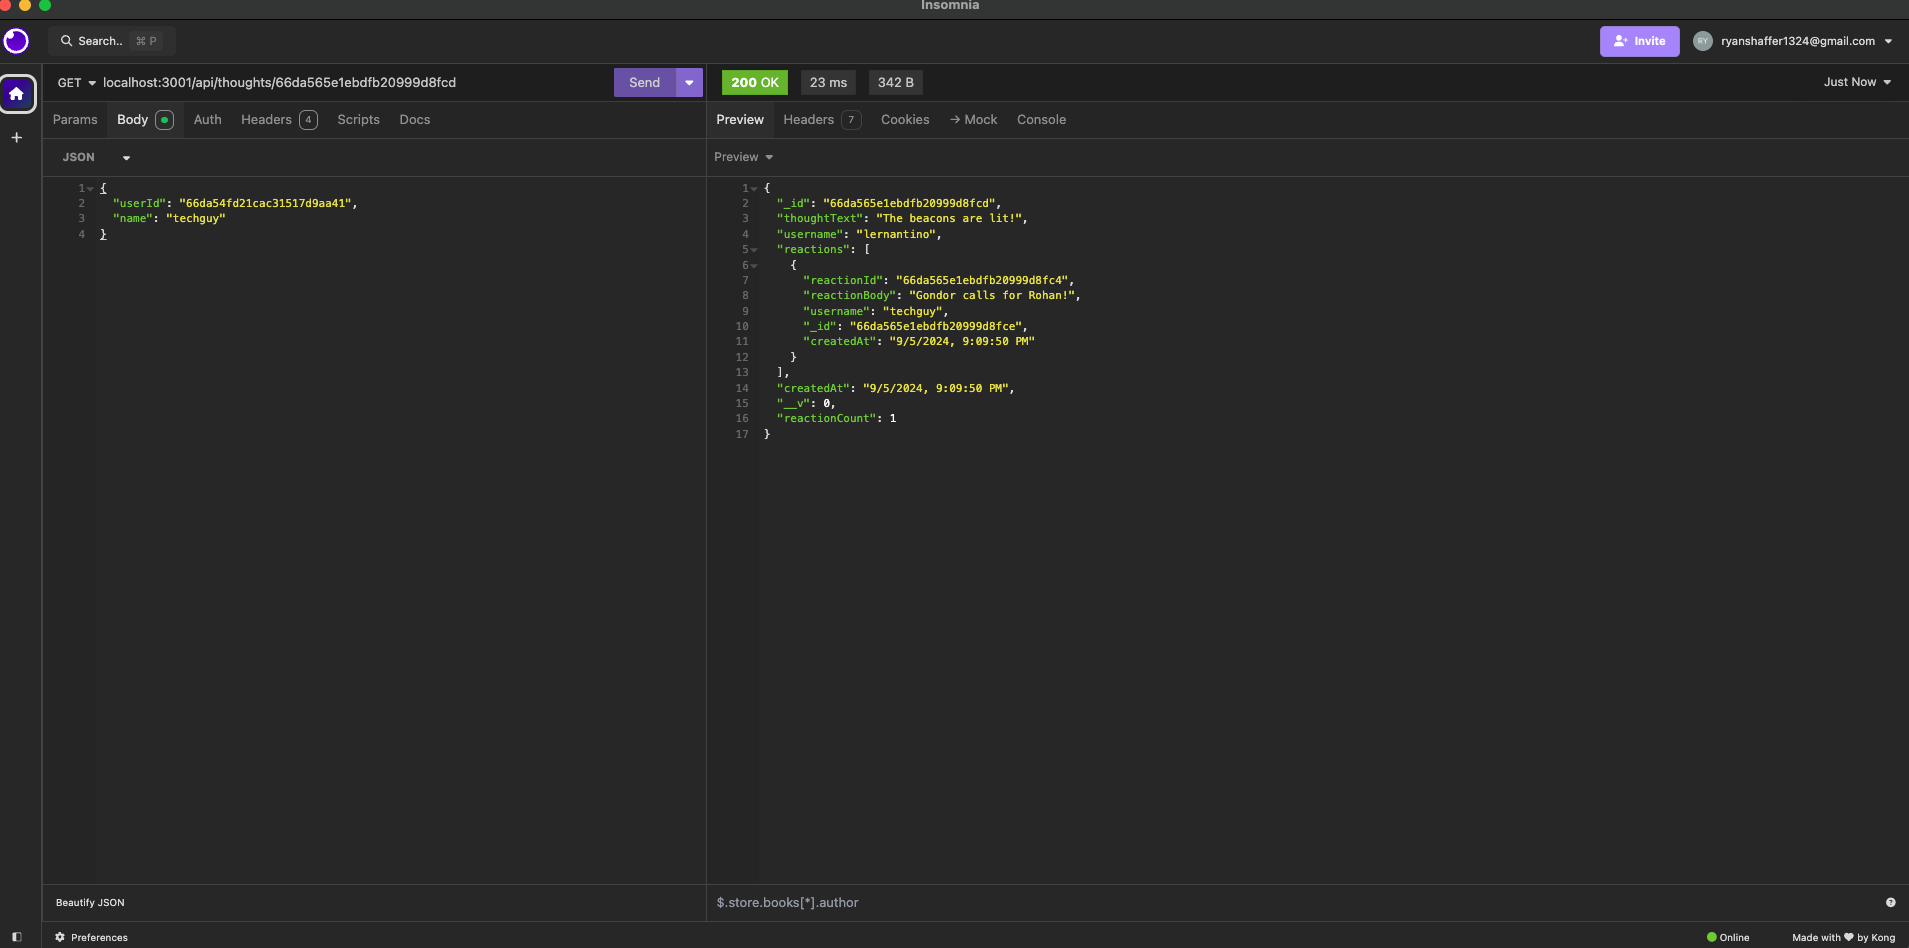 Insomnia
Search.. ⌘ P
Invite
RY ryanshaffer1324@gmail.com
GET localhost:3001/api/thoughts/66da565e1ebdfb20999d8fcd Send
200 OK 23 ms 342 B Just Now
Params Body Auth Headers 4 Scripts Docs
Preview Headers 7 Cookies → Mock Console
JSON
Preview
1 {
2 "userId": "66da54fd21cac31517d9aa41",
3 "name": "techguy"
4 }
1 {
2 "_id": "66da565e1ebdfb20999d8fcd",
3 "thoughtText": "The beacons are lit!",
4 "username": "lernantino",
5 "reactions": [
6 {
7 "reactionId": "66da565e1ebdfb20999d8fc4",
8 "reactionBody": "Gondor calls for Rohan!",
9 "username": "techguy",
10 "_id": "66da565e1ebdfb20999d8fce",
11 "createdAt": "9/5/2024, 9:09:50 PM"
12 }
13 ],
14 "createdAt": "9/5/2024, 9:09:50 PM",
15 "__v": 0,
16 "reactionCount": 1
17 }
Beautify JSON
$.store.books[*].author
Preferences
Online
Made with ♥ by Kong